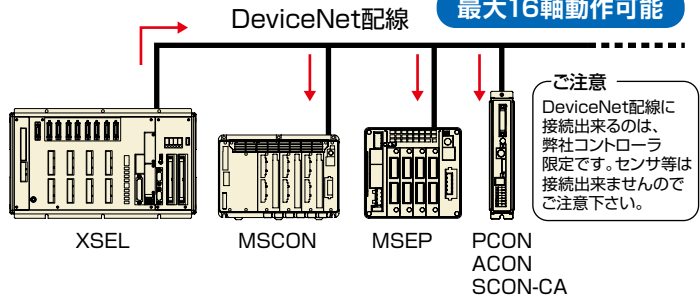 DeviceNet配線
最大16軸動作可能
ご注意
DeviceNet配線に
接続出来るのは、
弊社コントローラ
限定です。センサ等は
接続出来ませんので
ご注意下さい。
XSEL
MSCON
MSEP
PCON
ACON
SCON-CA